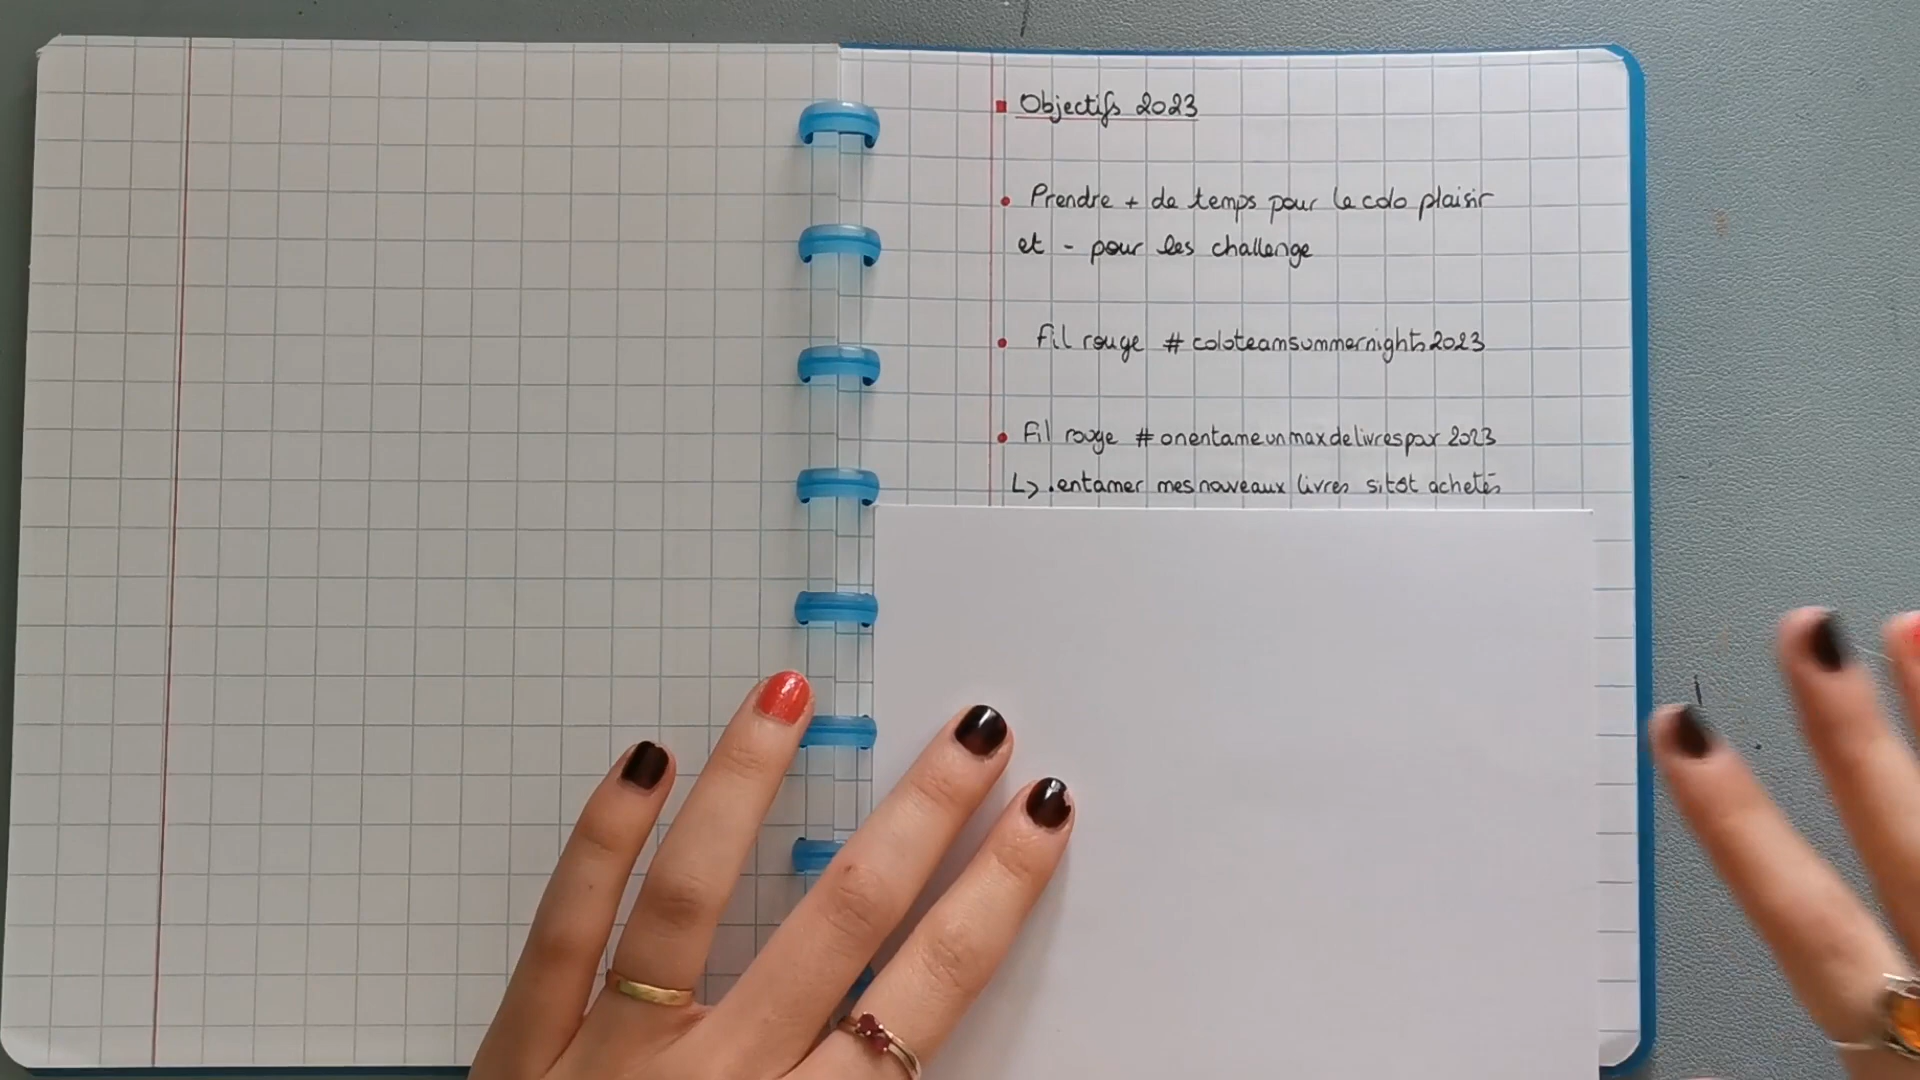 Objectifs 2023
• Prendre + de temps pour le colo plaisir
et - pour les challenge
• Fil rouge #coloteamsummernights2023
• Fil rouge #onentameunmaxdelivrespar2023
↳ .entamer mes nouveaux livres sitôt achetés